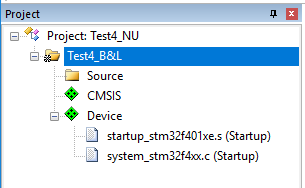 Project
Project: Test4_NU
Test4_B&L
Source
CMSIS
Device
startup_stm32f401xe.s (Startup)
system_stm32f4xx.c (Startup)